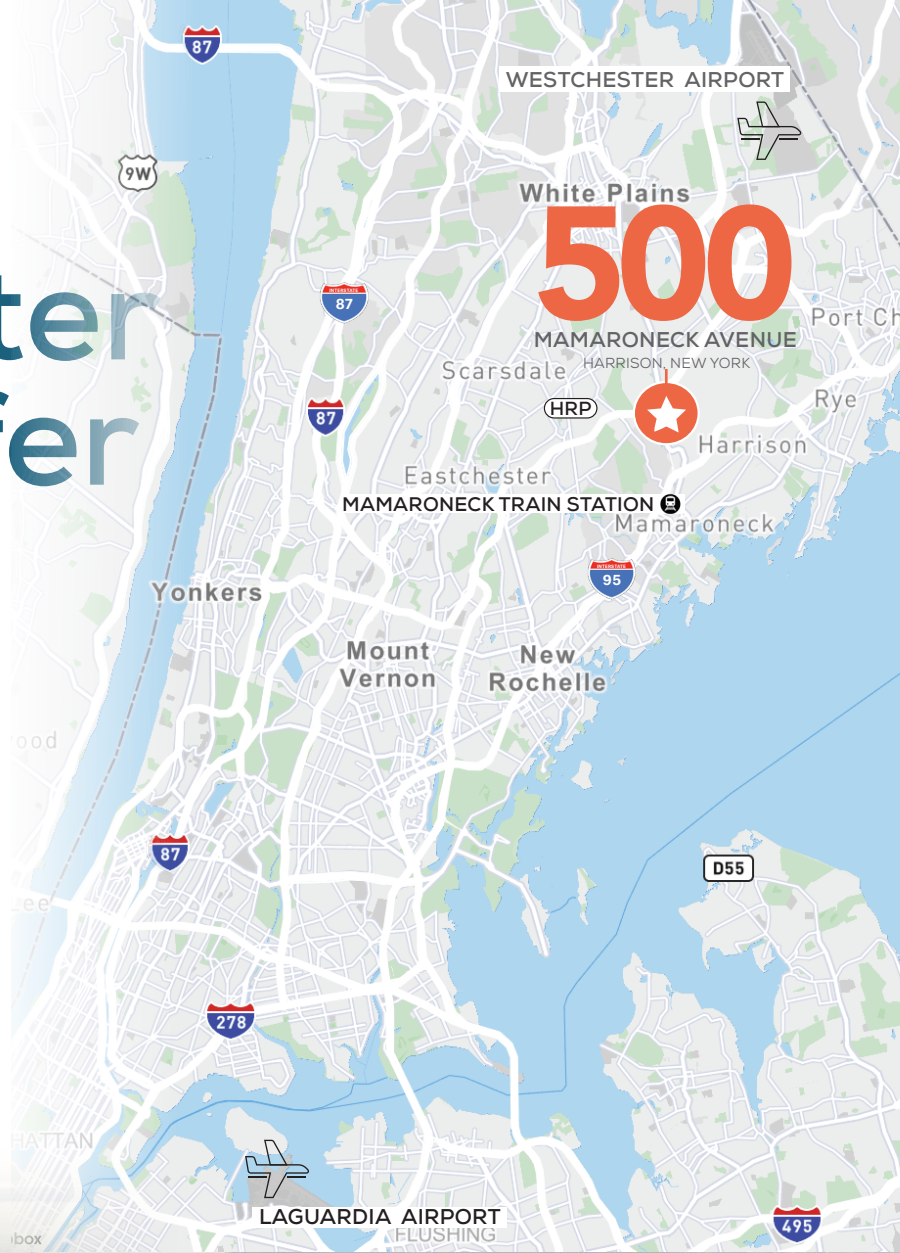 87
WESTCHESTER AIRPORT
9W
White Plains
500
INTERSTATE
87
MAMARONECK AVENUE
HARRISON, NEW YORK
Port Ch
ter
Scarsdale
Rye
HRP
87
Harrison
fer
Eastchester
MAMARONECK TRAIN STATION
Mamaroneck
INTERSTATE
95
Yonkers
Mount
Vernon
New
Rochelle
ood
87
D55
ee
278
HATTAN
LAGUARDIA AIRPORT
FLUSHING
495
box